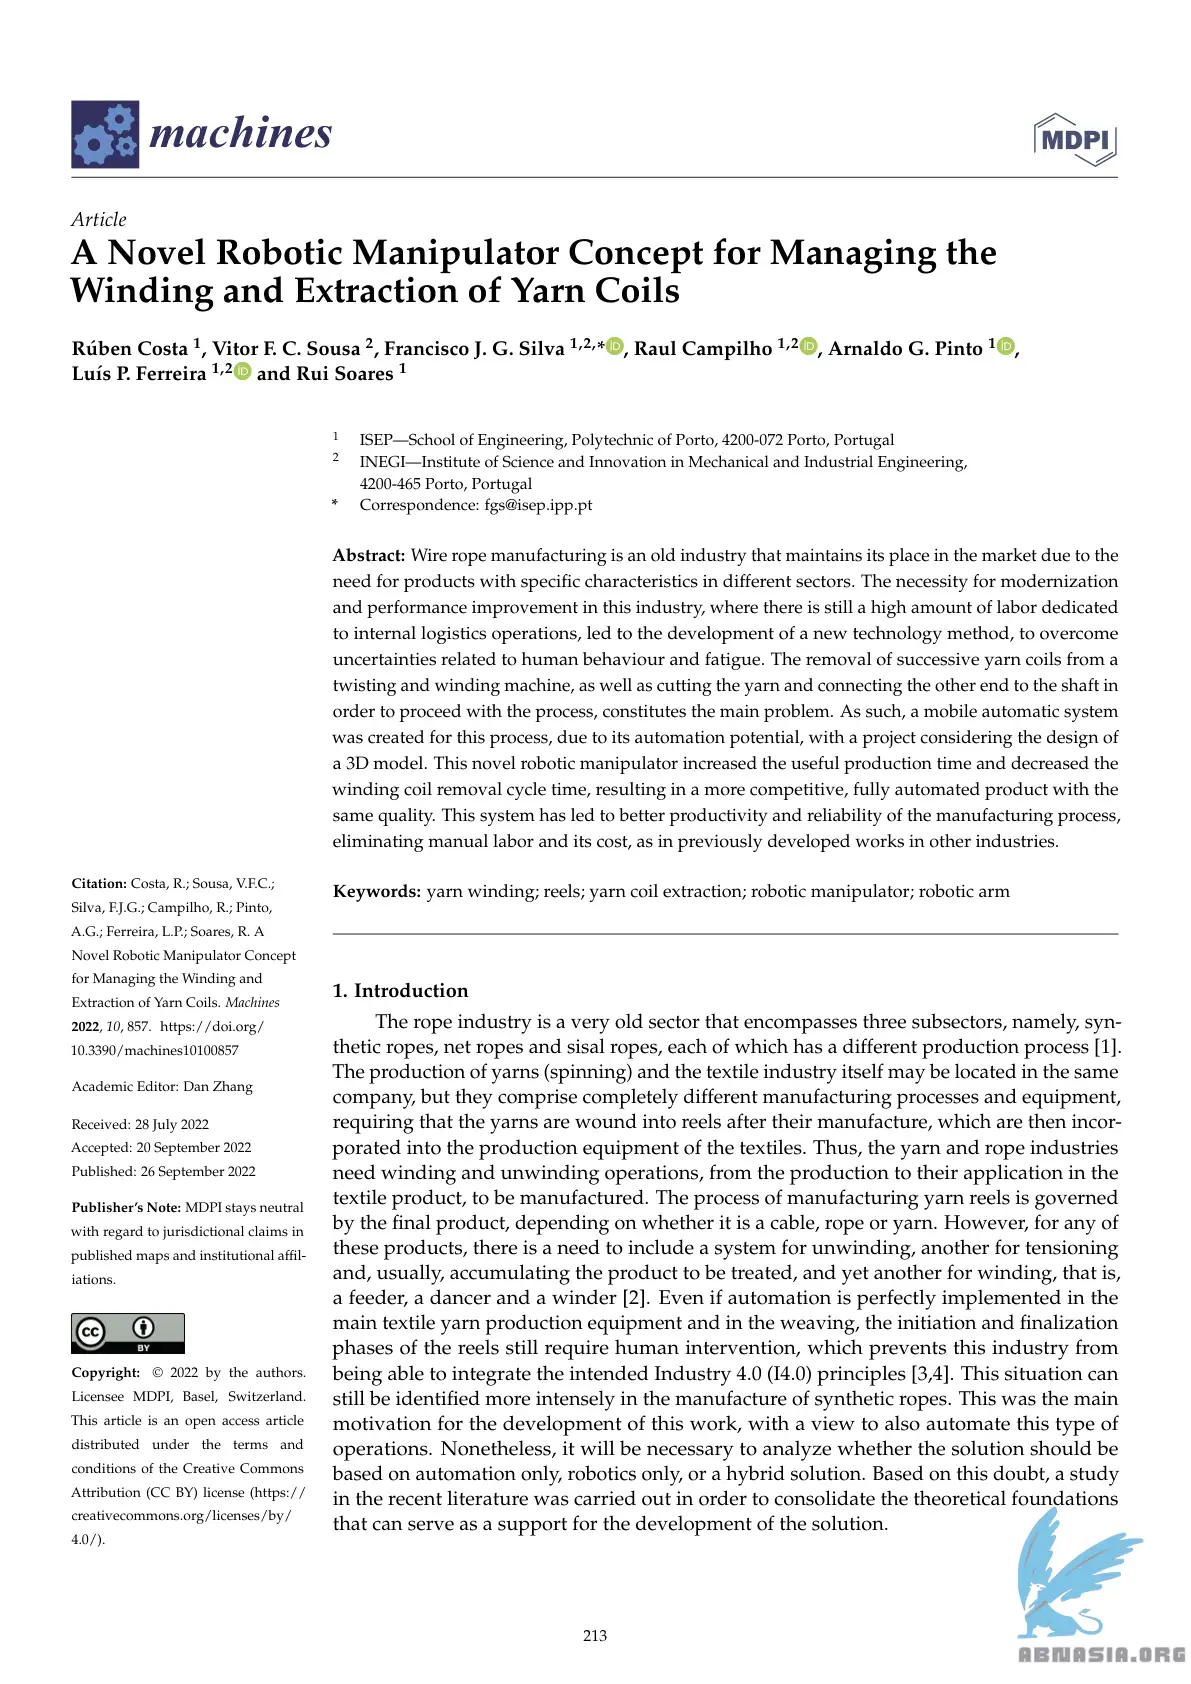 machines
MDPI
Article
A Novel Robotic Manipulator Concept for Managing the
Winding and Extraction of Yarn Coils
Rúben Costa 1, Vitor F. C. Sousa 2, Francisco J. G. Silva 1,2,* iD, Raul Campilho 1,2 iD, Arnaldo G. Pinto 1 iD,
Luís P. Ferreira 1,2 iD and Rui Soares 1
1 ISEP—School of Engineering, Polytechnic of Porto, 4200-072 Porto, Portugal
2 INEGI—Institute of Science and Innovation in Mechanical and Industrial Engineering,
4200-465 Porto, Portugal
* Correspondence: fgs@isep.ipp.pt
Abstract: Wire rope manufacturing is an old industry that maintains its place in the market due to the
need for products with specific characteristics in different sectors. The necessity for modernization
and performance improvement in this industry, where there is still a high amount of labor dedicated
to internal logistics operations, led to the development of a new technology method, to overcome
uncertainties related to human behaviour and fatigue. The removal of successive yarn coils from a
twisting and winding machine, as well as cutting the yarn and connecting the other end to the shaft in
order to proceed with the process, constitutes the main problem. As such, a mobile automatic system
was created for this process, due to its automation potential, with a project considering the design of
a 3D model. This novel robotic manipulator increased the useful production time and decreased the
winding coil removal cycle time, resulting in a more competitive, fully automated product with the
same quality. This system has led to better productivity and reliability of the manufacturing process,
eliminating manual labor and its cost, as in previously developed works in other industries.
Keywords: yarn winding; reels; yarn coil extraction; robotic manipulator; robotic arm
Citation: Costa, R.; Sousa, V.F.C.;
Silva, F.J.G.; Campilho, R.; Pinto,
A.G.; Ferreira, L.P.; Soares, R. A
Novel Robotic Manipulator Concept
for Managing the Winding and
Extraction of Yarn Coils. Machines
2022, 10, 857. https://doi.org/
10.3390/machines10100857
Academic Editor: Dan Zhang
Received: 28 July 2022
Accepted: 20 September 2022
Published: 26 September 2022
Publisher's Note: MDPI stays neutral
with regard to jurisdictional claims in
published maps and institutional affil-
iations.
cc BY
Copyright: © 2022 by the authors.
Licensee MDPI, Basel, Switzerland.
This article is an open access article
distributed under the terms and
conditions of the Creative Commons
Attribution (CC BY) license (https://
creativecommons.org/licenses/by/
4.0/).
1. Introduction
The rope industry is a very old sector that encompasses three subsectors, namely, syn-
thetic ropes, net ropes and sisal ropes, each of which has a different production process [1].
The production of yarns (spinning) and the textile industry itself may be located in the same
company, but they comprise completely different manufacturing processes and equipment,
requiring that the yarns are wound into reels after their manufacture, which are then incor-
porated into the production equipment of the textiles. Thus, the yarn and rope industries
need winding and unwinding operations, from the production to their application in the
textile product, to be manufactured. The process of manufacturing yarn reels is governed
by the final product, depending on whether it is a cable, rope or yarn. However, for any of
these products, there is a need to include a system for unwinding, another for tensioning
and, usually, accumulating the product to be treated, and yet another for winding, that is,
a feeder, a dancer and a winder [2]. Even if automation is perfectly implemented in the
main textile yarn production equipment and in the weaving, the initiation and finalization
phases of the reels still require human intervention, which prevents this industry from
being able to integrate the intended Industry 4.0 (I4.0) principles [3,4]. This situation can
still be identified more intensely in the manufacture of synthetic ropes. This was the main
motivation for the development of this work, with a view to also automate this type of
operations. Nonetheless, it will be necessary to analyze whether the solution should be
based on automation only, robotics only, or a hybrid solution. Based on this doubt, a study
in the recent literature was carried out in order to consolidate the theoretical foundations
that can serve as a support for the development of the solution.
213
ABNASIA.ORG